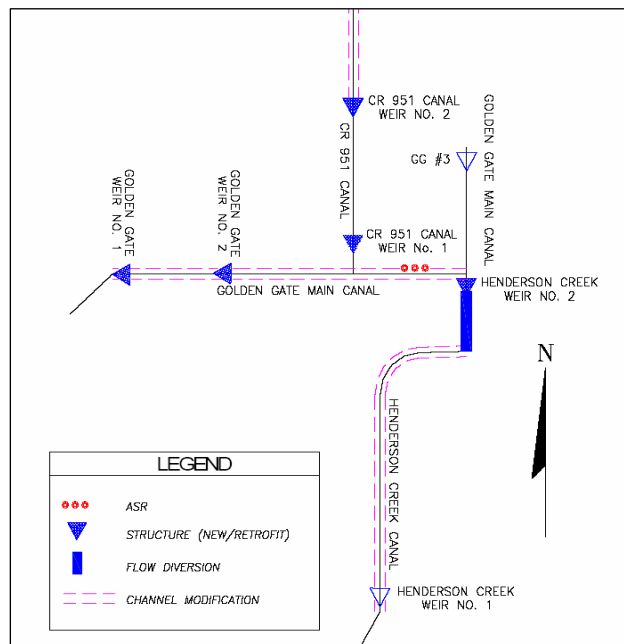 CR 951 CANAL
WEIR NO. 2
GOLDEN GATE MAIN CANAL
GG #3
CR 951 CANAL
GOLDEN GATE
WEIR NO. 1
GOLDEN GATE
WEIR NO. 2
CR 951 CANAL
WEIR NO. 1
GOLDEN GATE MAIN CANAL
HENDERSON CREEK
WEIR NO. 2
N
HENDERSON CREEK CANAL
HENDERSON CREEK
WEIR NO. 1
LEGEND
ASR
STRUCTURE (NEW/RETROFIT)
FLOW DIVERSION
CHANNEL MODIFICATION